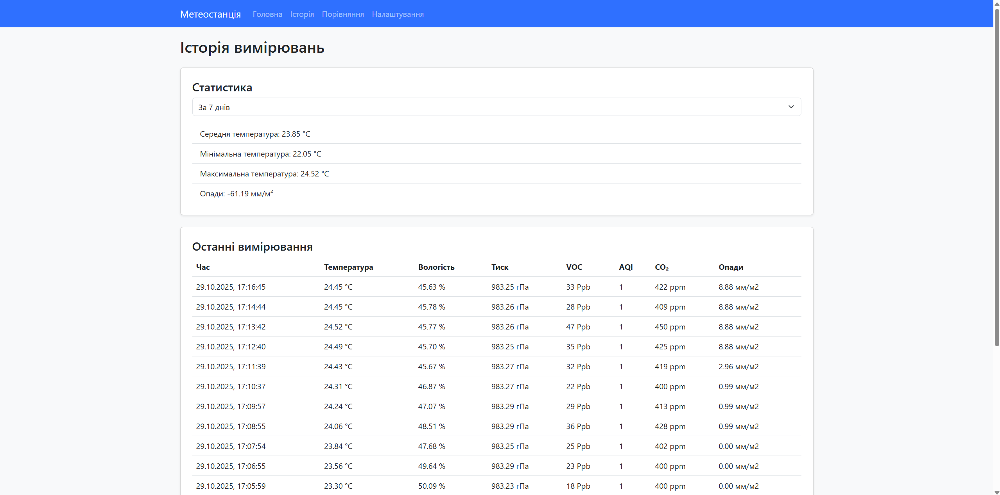 Метеостанція Головна Історія Порівняння Налаштування
Історія вимірювань
Статистика
За 7 днів
Середня температура: 23.85 °C
Мінімальна температура: 22.05 °C
Максимальна температура: 24.52 °C
Опади: -61.19 мм/м²
Останні вимірювання
Час Температура Вологість Тиск VOC AQI CO₂ Опади
29.10.2025, 17:16:45 24.45 °C 45.63 % 983.25 гПа 33 Ppb 1 422 ppm 8.88 мм/м2
29.10.2025, 17:14:44 24.45 °C 45.78 % 983.26 гПа 28 Ppb 1 409 ppm 8.88 мм/м2
29.10.2025, 17:13:42 24.52 °C 45.77 % 983.26 гПа 47 Ppb 1 450 ppm 8.88 мм/м2
29.10.2025, 17:12:40 24.49 °C 45.70 % 983.25 гПа 35 Ppb 1 425 ppm 8.88 мм/м2
29.10.2025, 17:11:39 24.43 °C 45.67 % 983.27 гПа 32 Ppb 1 419 ppm 2.96 мм/м2
29.10.2025, 17:10:37 24.31 °C 46.87 % 983.27 гПа 22 Ppb 1 400 ppm 0.99 мм/м2
29.10.2025, 17:09:57 24.24 °C 47.07 % 983.29 гПа 29 Ppb 1 413 ppm 0.99 мм/м2
29.10.2025, 17:08:55 24.06 °C 48.51 % 983.29 гПа 36 Ppb 1 428 ppm 0.99 мм/м2
29.10.2025, 17:07:54 23.84 °C 47.68 % 983.25 гПа 25 Ppb 1 402 ppm 0.00 мм/м2
29.10.2025, 17:06:55 23.56 °C 49.64 % 983.29 гПа 23 Ppb 1 400 ppm 0.00 мм/м2
29.10.2025, 17:05:59 23.30 °C 50.09 % 983.23 гПа 18 Ppb 1 400 ppm 0.00 мм/м2